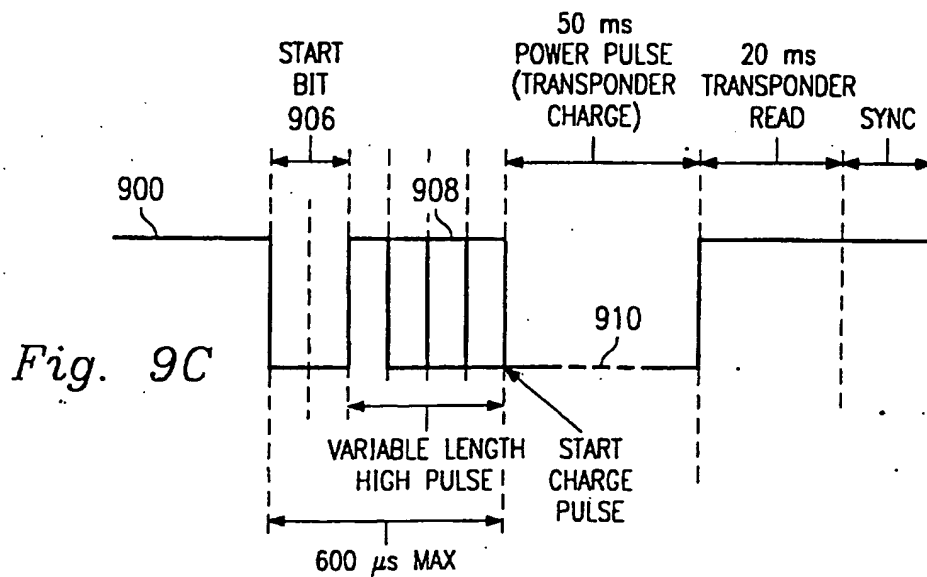 START
BIT
906
50 ms
POWER PULSE
(TRANSPONDER
CHARGE)
20 ms
TRANSPONDER
READ
SYNC
900
908
910
Fig. 9C
VARIABLE LENGTH
HIGH PULSE
START
CHARGE
PULSE
600 µs MAX